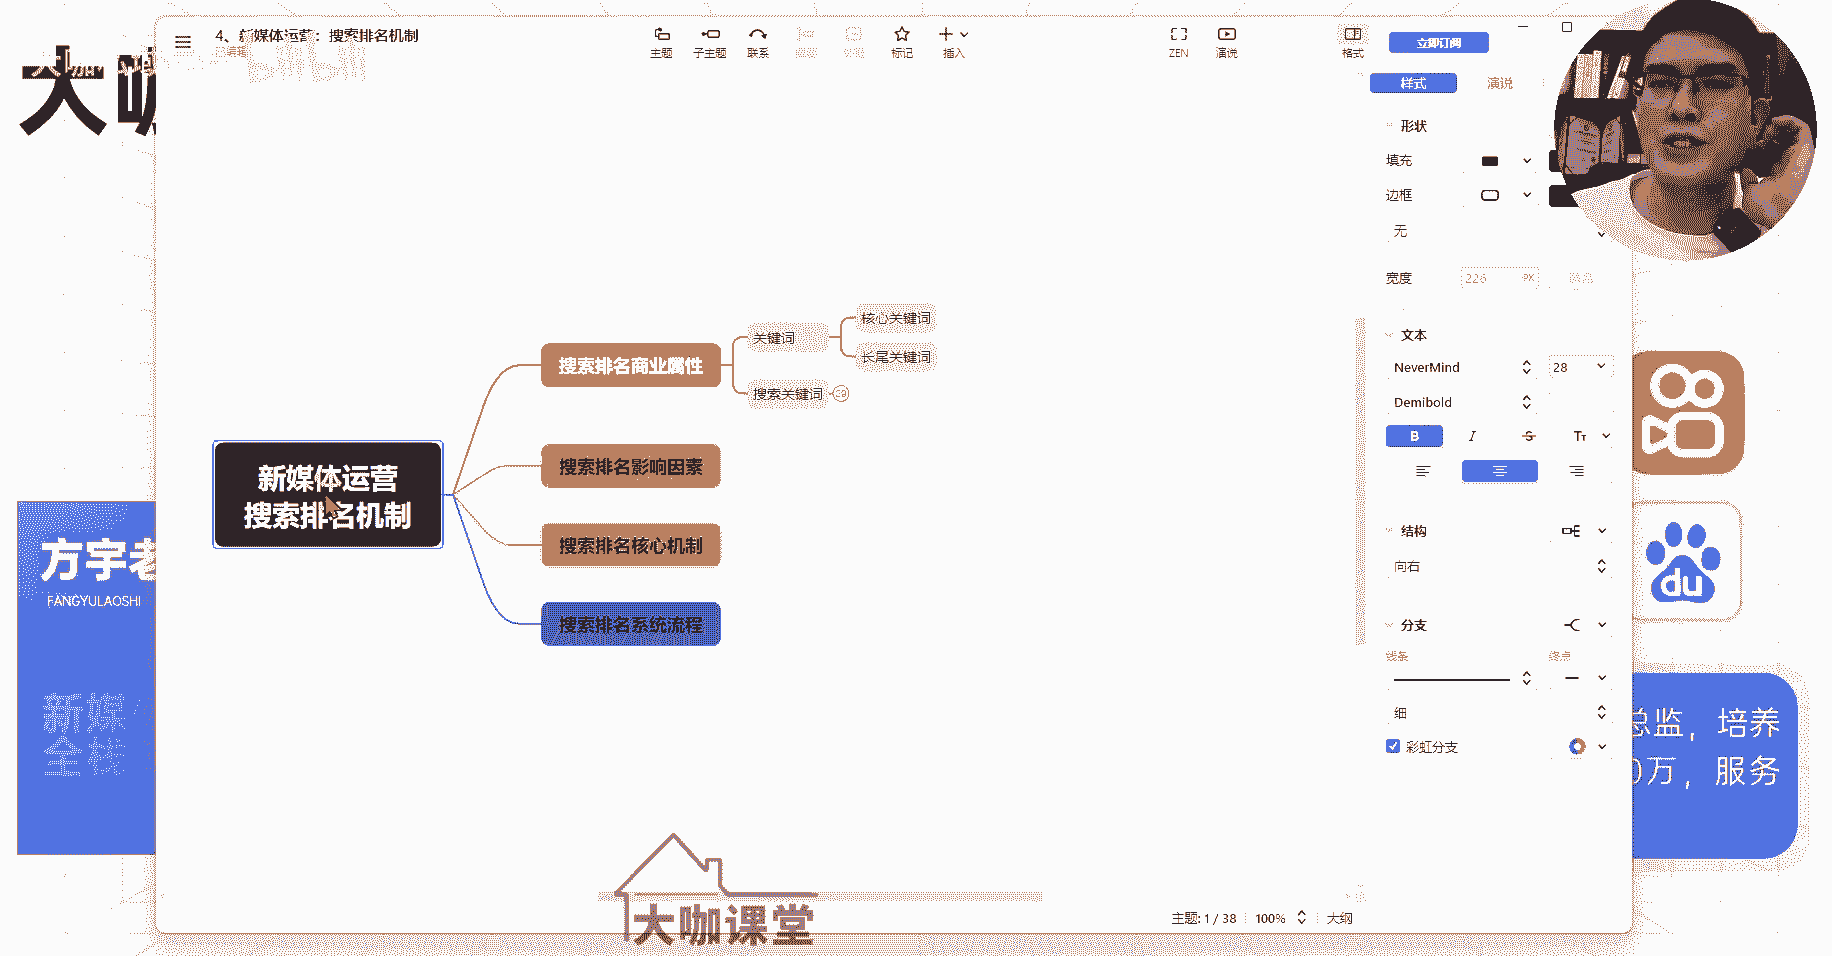 4、新媒体运营：搜索排名机制
已编辑
主题
子主题
联系
标记
插入
ZEN
演说
格式
立即订阅
样式
演说
形状
填充
边框
无
宽度
226
PX
文本
NeverMind
28
Demibold
B
I
S
Tт
结构
向右
分支
线条
终点
细
彩虹分支
大咖
新媒体运营
搜索排名机制
搜索排名商业属性
关键词
核心关键词
长尾关键词
搜索关键词
29
搜索排名影响因素
搜索排名核心机制
搜索排名系统流程
方宇老
FANGYULAOSHI
新媒
全栈
du
总监，培养
0万，服务
大咖课堂
主题: 1 / 38
100%
大纲